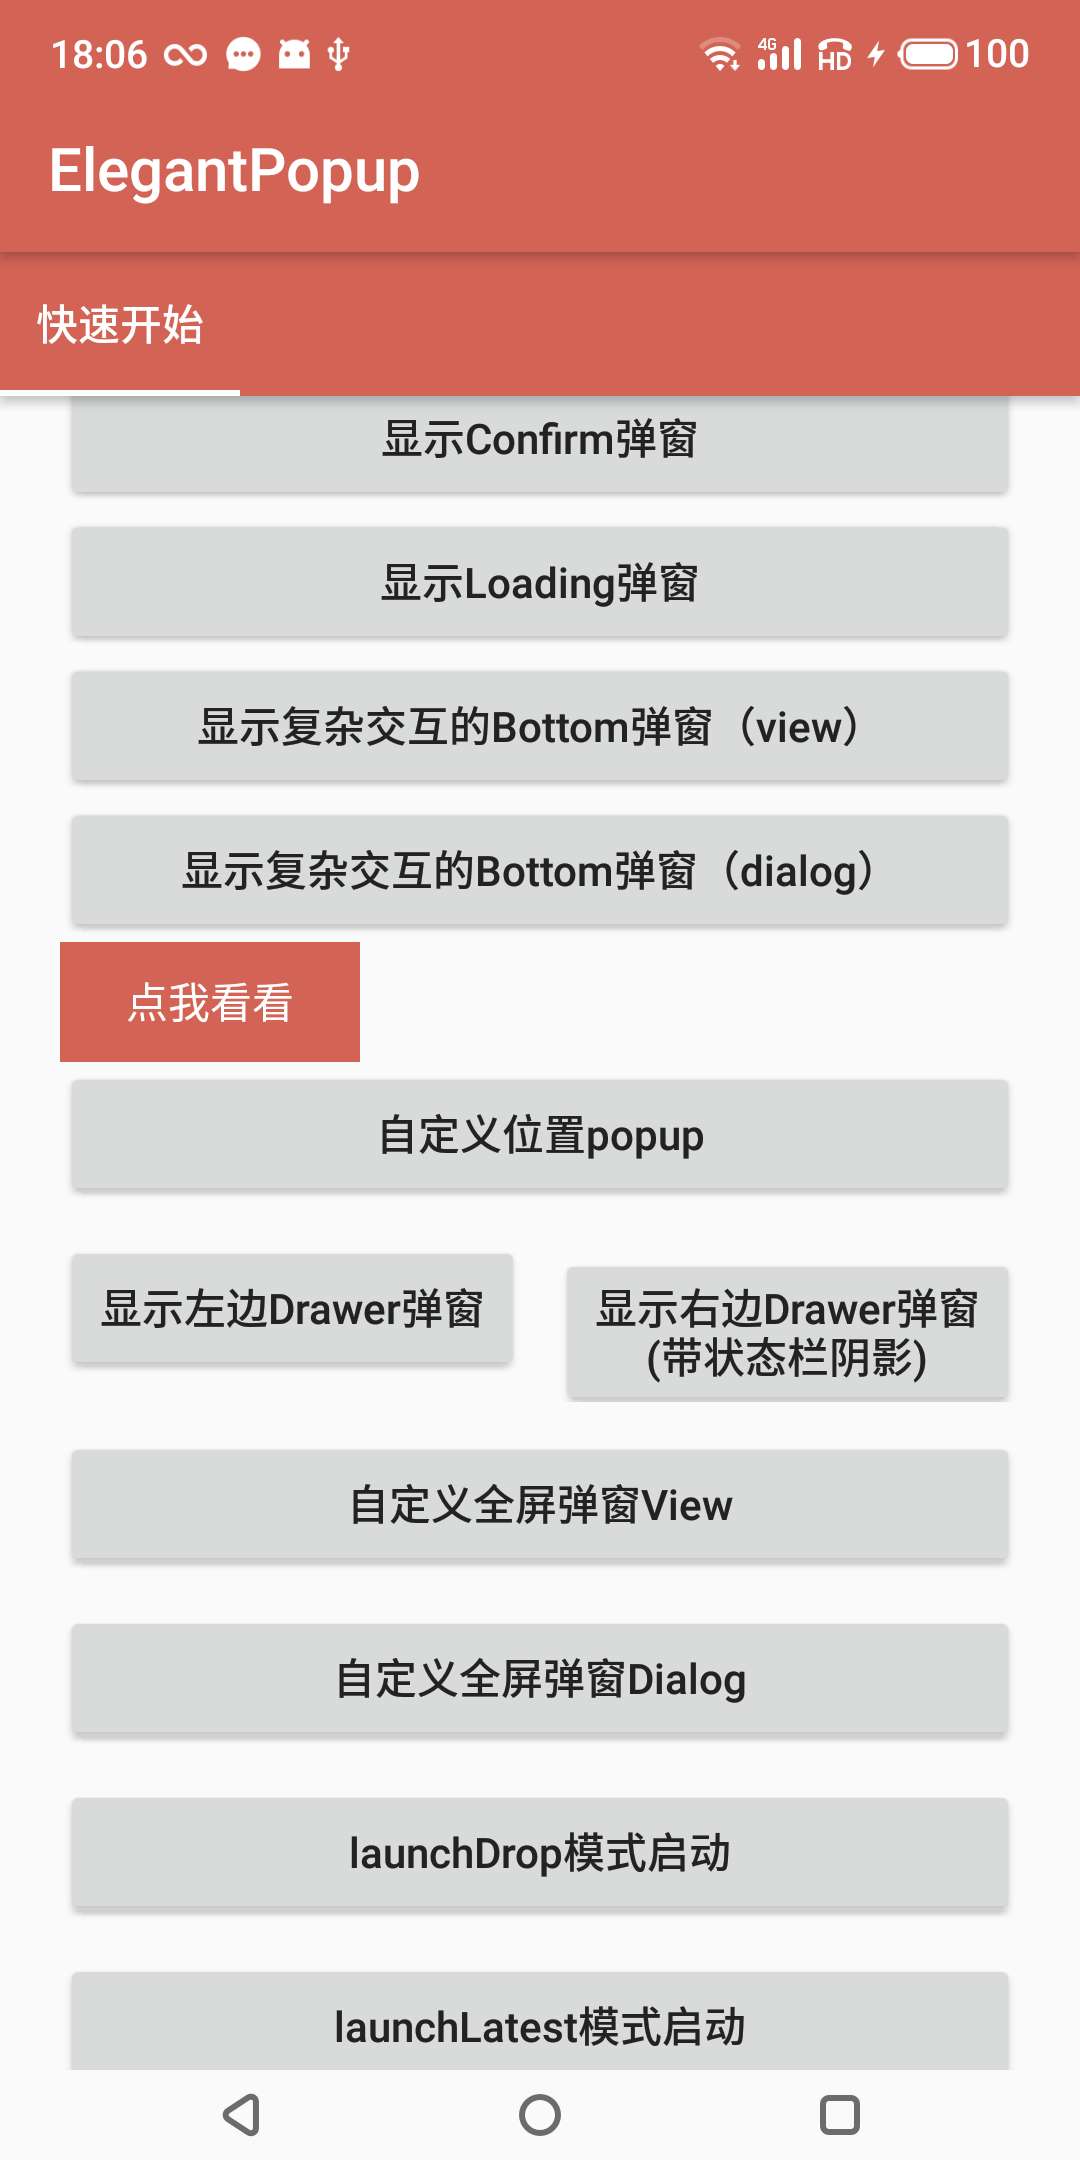 18:06
4G HD 100
ElegantPopup
快速开始
显示Confirm弹窗
显示Loading弹窗
显示复杂交互的Bottom弹窗（view）
显示复杂交互的Bottom弹窗（dialog）
点我看看
自定义位置popup
显示左边Drawer弹窗
显示右边Drawer弹窗
(带状态栏阴影)
自定义全屏弹窗View
自定义全屏弹窗Dialog
launchDrop模式启动
launchLatest模式启动